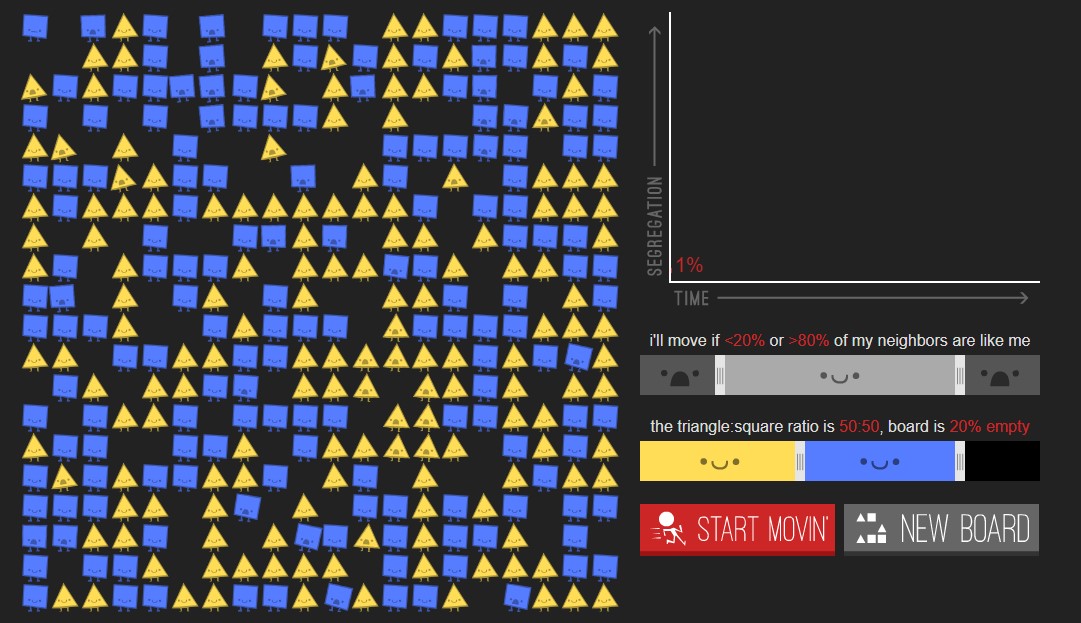 SEGREGATION
1%
TIME
i'll move if <20% or >80% of my neighbors are like me
the triangle:square ratio is 50:50, board is 20% empty
START MOVIN'
NEW BOARD